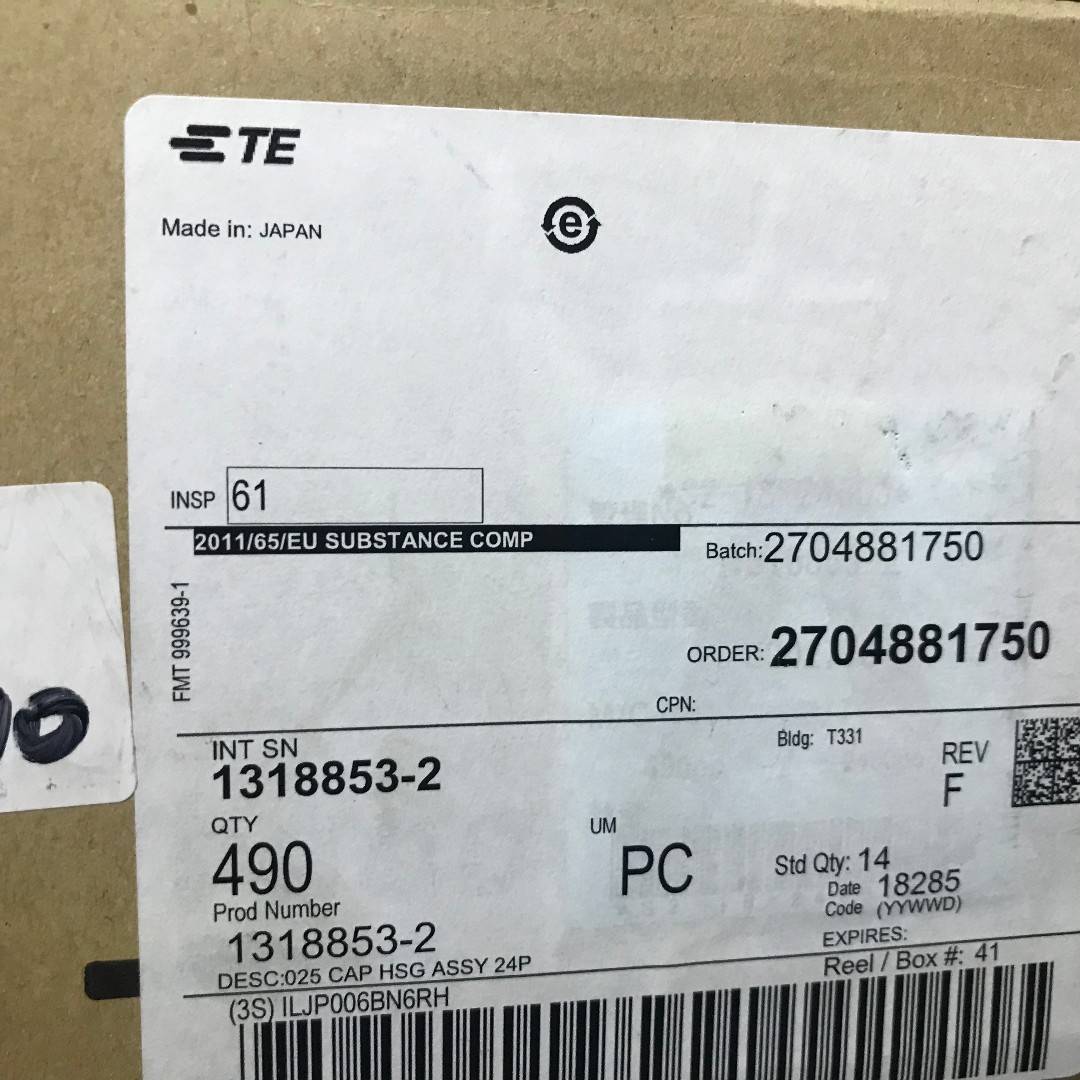 TE
Made in: JAPAN
e
INSP 61
2011/65/EU SUBSTANCE COMP
Batch:2704881750
FMT 999639-1
ORDER: 2704881750
CPN:
INT SN
1318853-2
Bldg: T331
REV
F
QTY
490
UM
PC
Std Qty: 14
Date 18285
Code (YYWWD)
Prod Number
1318853-2
EXPIRES:
DESC:025 CAP HSG ASSY 24P
Reel / Box #: 41
(3S) ILJP006BN6RH